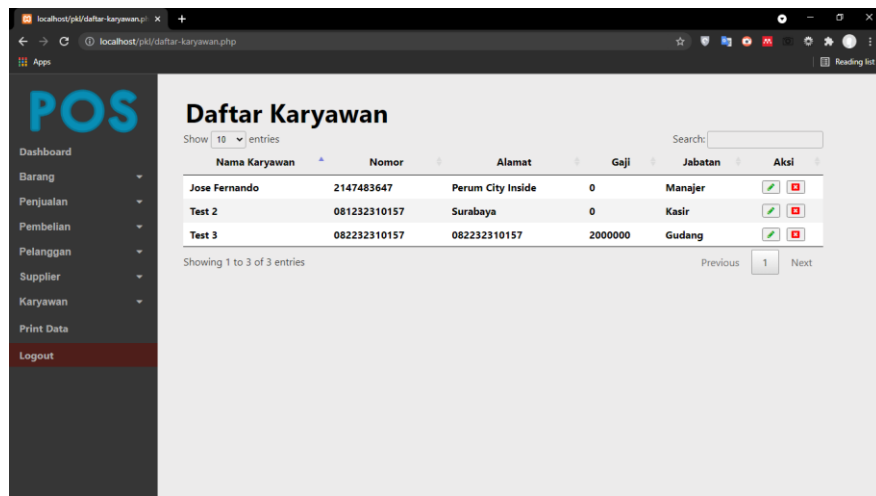 localhost/pkl/daftar-karyawan.p
localhost/pkl/daftar-karyawan.php
Apps
Reading list
POS
Dashboard
Barang
Penjualan
Pembelian
Pelanggan
Supplier
Karyawan
Print Data
Logout
Daftar Karyawan
Show 10 entries Search:
Nama Karyawan Nomor Alamat Gaji Jabatan Aksi
Jose Fernando 2147483647 Perum City Inside 0 Manajer
Test 2 081232310157 Surabaya 0 Kasir
Test 3 082232310157 082232310157 2000000 Gudang
Showing 1 to 3 of 3 entries Previous 1 Next